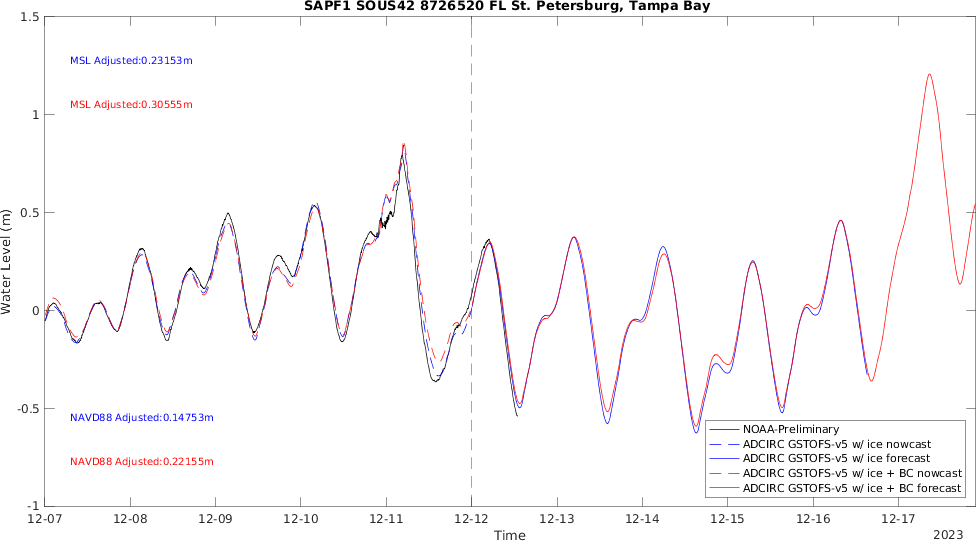 SAPF1 SOUS42 8726520 FL St. Petersburg, Tampa Bay
1.5
1
0.5
0
-0.5
-1
Water Level (m)
MSL Adjusted:0.23153m
MSL Adjusted:0.30555m
NAVD88 Adjusted:0.14753m
NAVD88 Adjusted:0.22155m
NOAA-Preliminary
ADCIRC GSTOFS-v5 w/ ice nowcast
ADCIRC GSTOFS-v5 w/ ice forecast
ADCIRC GSTOFS-v5 w/ ice + BC nowcast
ADCIRC GSTOFS-v5 w/ ice + BC forecast
12-07 12-08 12-09 12-10 12-11 12-12 12-13 12-14 12-15 12-16 12-17
Time
2023